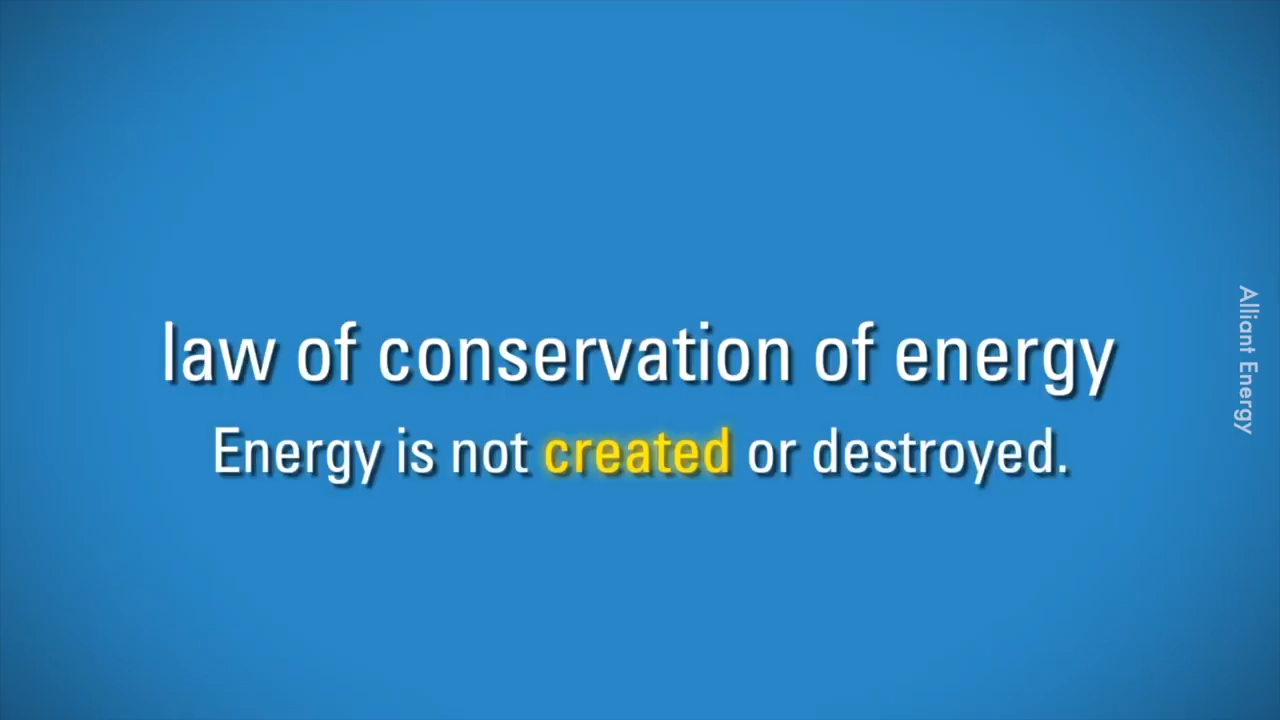 law of conservation of energy
Energy is not created or destroyed.
Alliant Energy